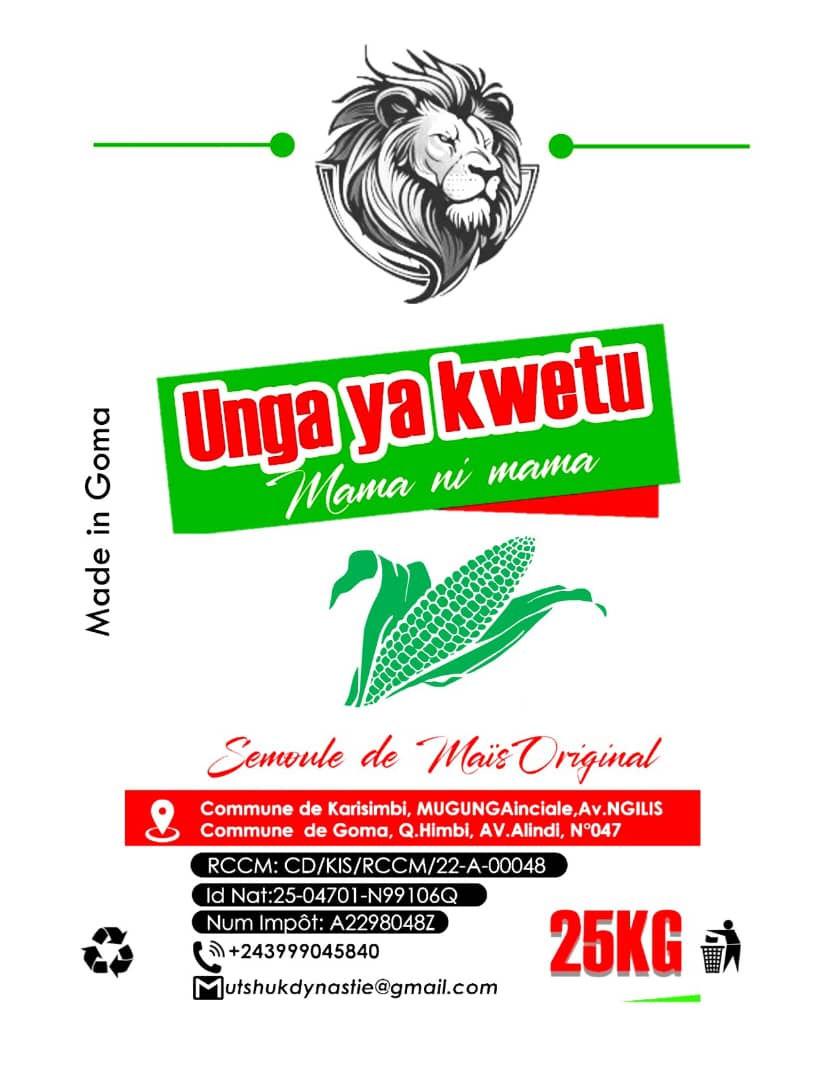 Unga ya kwetu
Mama ni mama
Made in Goma
Semoule de Maïs Original
Commune de Karisimbi, MUGUNGAinciale,Av.NGILIS
Commune de Goma, Q.Himbi, AV.Alindi, N°047
RCCM: CD/KIS/RCCM/22-A-00048
Id Nat:25-04701-N99106Q
Num Impôt: A2298048Z
+243999045840
utshukdynastie@gmail.com
25KG